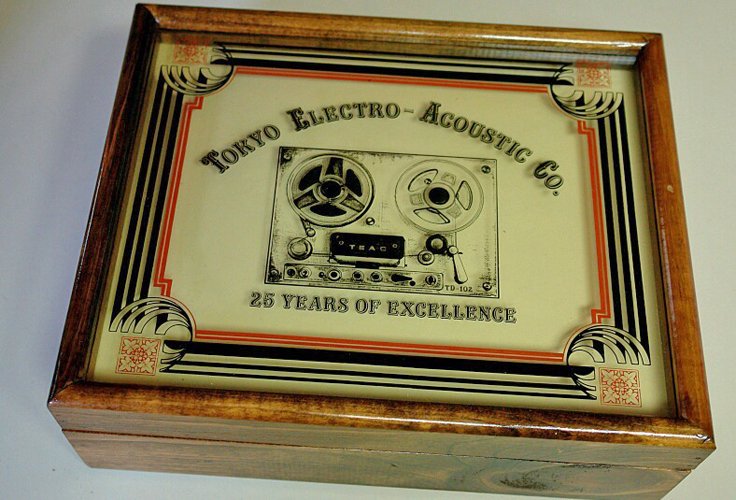 Tokyo Electro-Acoustic Co.
TEAC
TD-102
25 YEARS OF EXCELLENCE